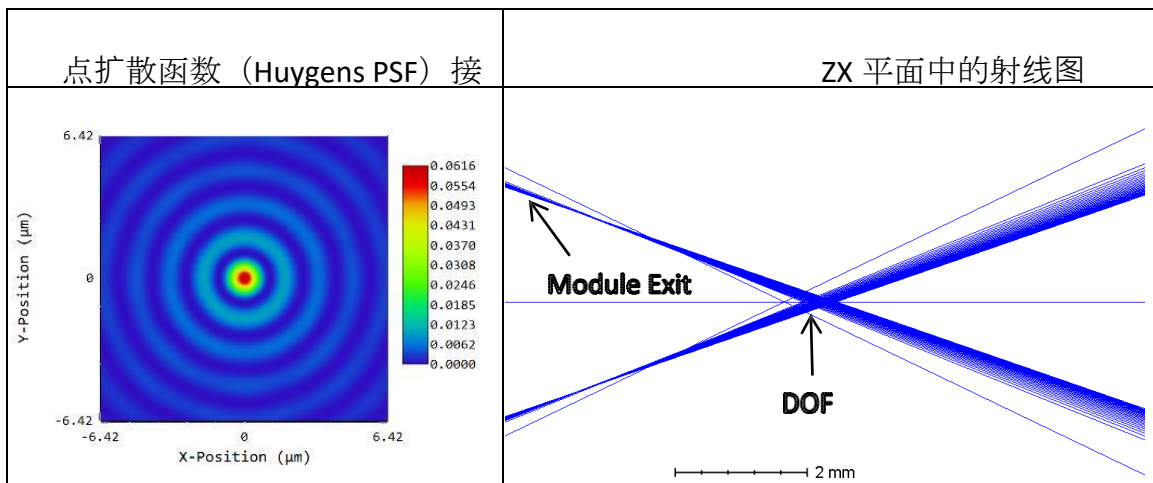 点扩散函数（Huygens PSF）接
ZX 平面中的射线图
6.42
0
-6.42
Y-Position (µm)
-6.42
0
6.42
X-Position (µm)
0.0616
0.0554
0.0493
0.0431
0.0370
0.0308
0.0246
0.0185
0.0123
0.0062
0.0000
Module Exit
DOF
2 mm